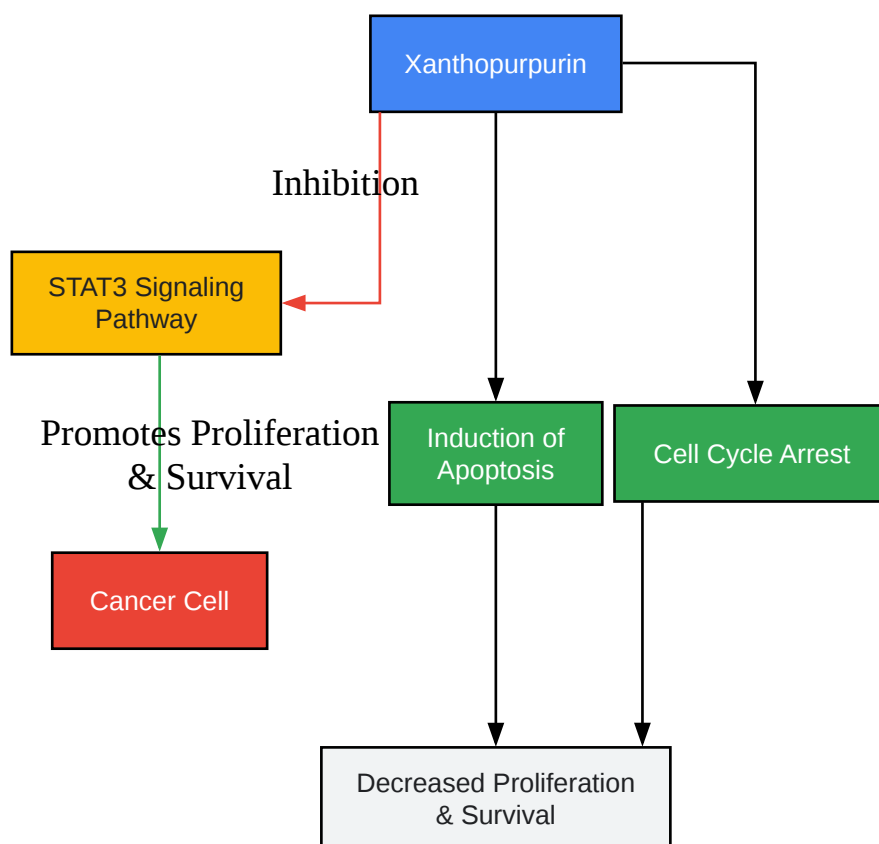 Xanthopurpurin
Inhibition
STAT3 Signaling
Pathway
Promotes Proliferation
& Survival
Induction of
Apoptosis
Cell Cycle Arrest
Cancer Cell
Decreased Proliferation
& Survival